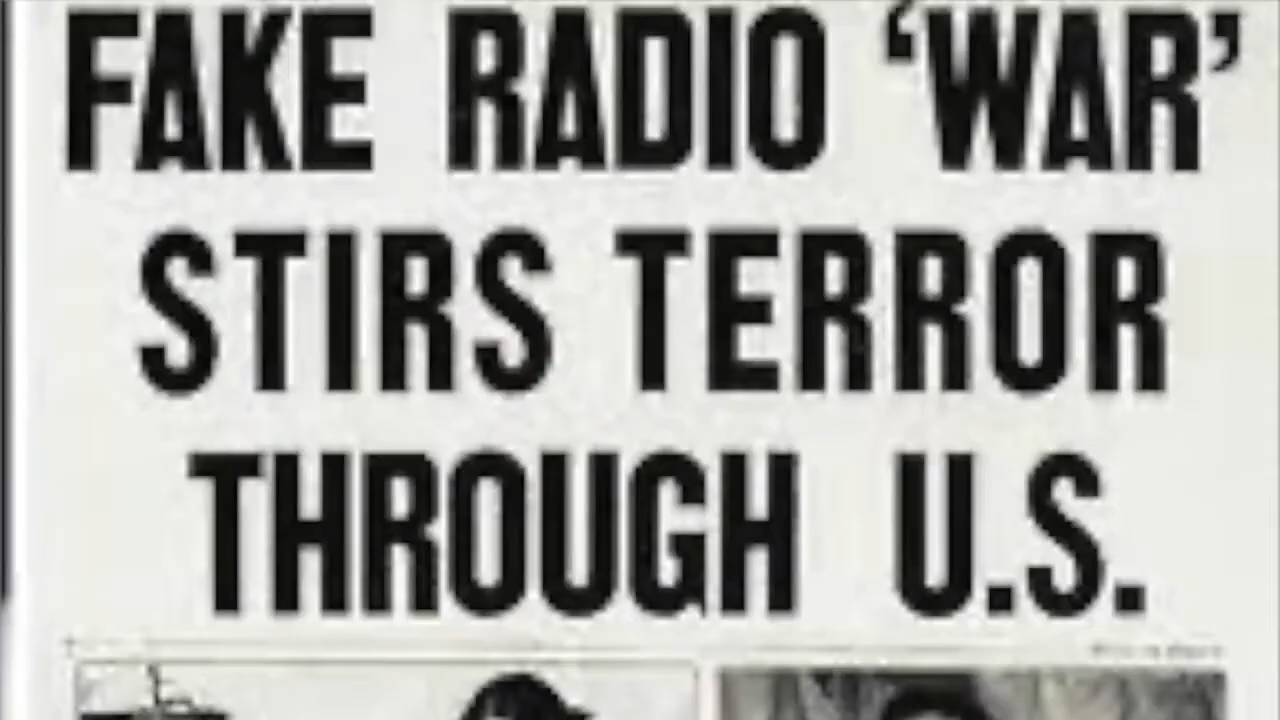 FAKE RADIO ‘WAR’
STIRS TERROR
THROUGH U.S.